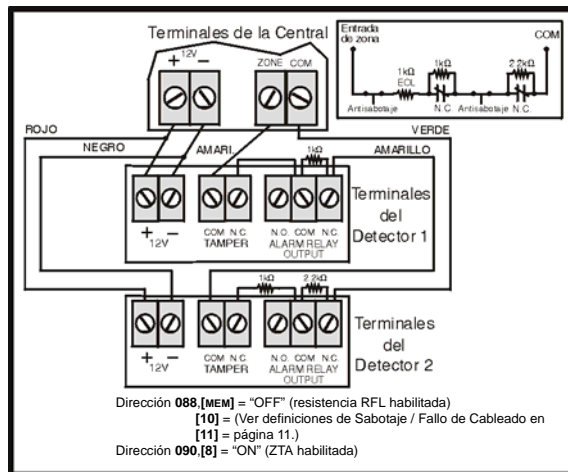 Terminales de la Central
+ 12V −
ZONE COM
Entrada
de zona
COM
1kΩ
EOL
1kΩ
2.2kΩ
Antisabotaje
N.C.
Antisabotaje
N.C.
ROJO
VERDE
NEGRO
AMARI.
1kΩ
AMARILLO
+ −
12V
COM N.C.
TAMPER
N.O. COM N.C.
ALARM RELAY
OUTPUT
Terminales
del
Detector 1
1kΩ
2.2kΩ
+ −
12V
COM N.C.
TAMPER
N.O. COM N.C.
ALARM RELAY
OUTPUT
Terminales
del
Detector 2
Dirección 088,[MEM] = “OFF” (resistencia RFL habilitada)
[10] = (Ver definiciones de Sabotaje / Fallo de Cableado en
[11] = página 11.)
Dirección 090,[8] = “ON” (ZTA habilitada)